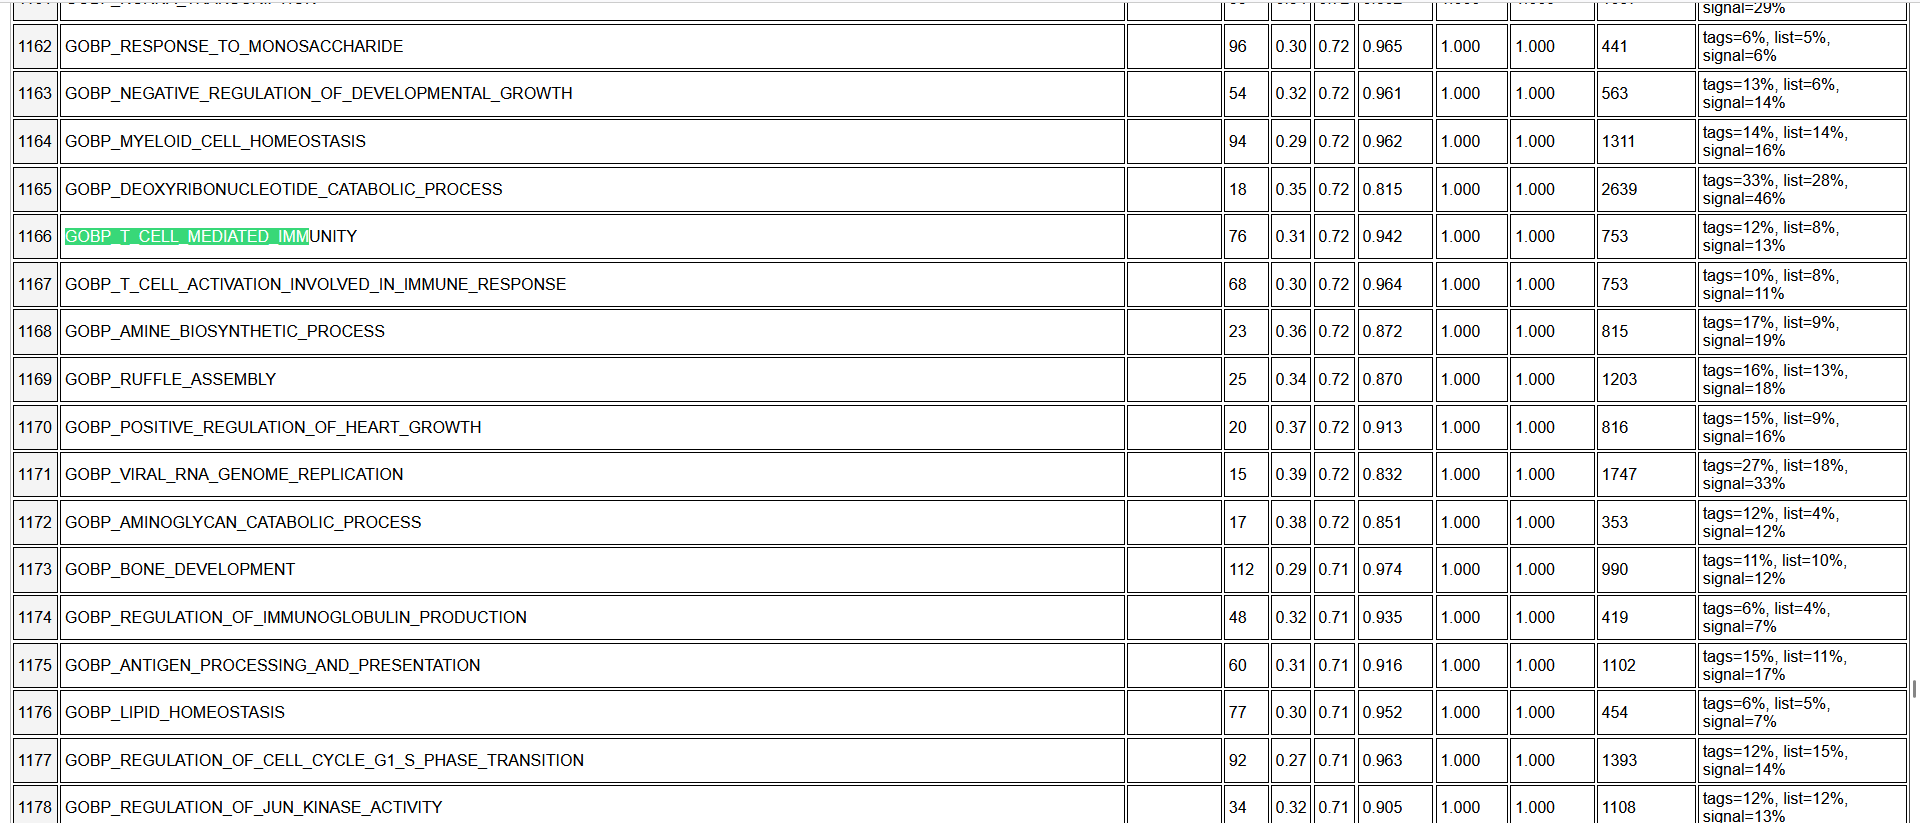 signal=29%
1162 GOBP_RESPONSE_TO_MONOSACCHARIDE 96 0.30 0.72 0.965 1.000 1.000 441 tags=6%, list=5%,
signal=6%
1163 GOBP_NEGATIVE_REGULATION_OF_DEVELOPMENTAL_GROWTH 54 0.32 0.72 0.961 1.000 1.000 563 tags=13%, list=6%,
signal=14%
1164 GOBP_MYELOID_CELL_HOMEOSTASIS 94 0.29 0.72 0.962 1.000 1.000 1311 tags=14%, list=14%,
signal=16%
1165 GOBP_DEOXYRIBONUCLEOTIDE_CATABOLIC_PROCESS 18 0.35 0.72 0.815 1.000 1.000 2639 tags=33%, list=28%,
signal=46%
1166 GOBP_T_CELL_MEDIATED_IMMUNITY 76 0.31 0.72 0.942 1.000 1.000 753 tags=12%, list=8%,
signal=13%
1167 GOBP_T_CELL_ACTIVATION_INVOLVED_IN_IMMUNE_RESPONSE 68 0.30 0.72 0.964 1.000 1.000 753 tags=10%, list=8%,
signal=11%
1168 GOBP_AMINE_BIOSYNTHETIC_PROCESS 23 0.36 0.72 0.872 1.000 1.000 815 tags=17%, list=9%,
signal=19%
1169 GOBP_RUFFLE_ASSEMBLY 25 0.34 0.72 0.870 1.000 1.000 1203 tags=16%, list=13%,
signal=18%
1170 GOBP_POSITIVE_REGULATION_OF_HEART_GROWTH 20 0.37 0.72 0.913 1.000 1.000 816 tags=15%, list=9%,
signal=16%
1171 GOBP_VIRAL_RNA_GENOME_REPLICATION 15 0.39 0.72 0.832 1.000 1.000 1747 tags=27%, list=18%,
signal=33%
1172 GOBP_AMINOGLYCAN_CATABOLIC_PROCESS 17 0.38 0.72 0.851 1.000 1.000 353 tags=12%, list=4%,
signal=12%
1173 GOBP_BONE_DEVELOPMENT 112 0.29 0.71 0.974 1.000 1.000 990 tags=11%, list=10%,
signal=12%
1174 GOBP_REGULATION_OF_IMMUNOGLOBULIN_PRODUCTION 48 0.32 0.71 0.935 1.000 1.000 419 tags=6%, list=4%,
signal=7%
1175 GOBP_ANTIGEN_PROCESSING_AND_PRESENTATION 60 0.31 0.71 0.916 1.000 1.000 1102 tags=15%, list=11%,
signal=17%
1176 GOBP_LIPID_HOMEOSTASIS 77 0.30 0.71 0.952 1.000 1.000 454 tags=6%, list=5%,
signal=7%
1177 GOBP_REGULATION_OF_CELL_CYCLE_G1_S_PHASE_TRANSITION 92 0.27 0.71 0.963 1.000 1.000 1393 tags=12%, list=15%,
signal=14%
1178 GOBP_REGULATION_OF_JUN_KINASE_ACTIVITY 34 0.32 0.71 0.905 1.000 1.000 1108 tags=12%, list=12%,
signal=13%